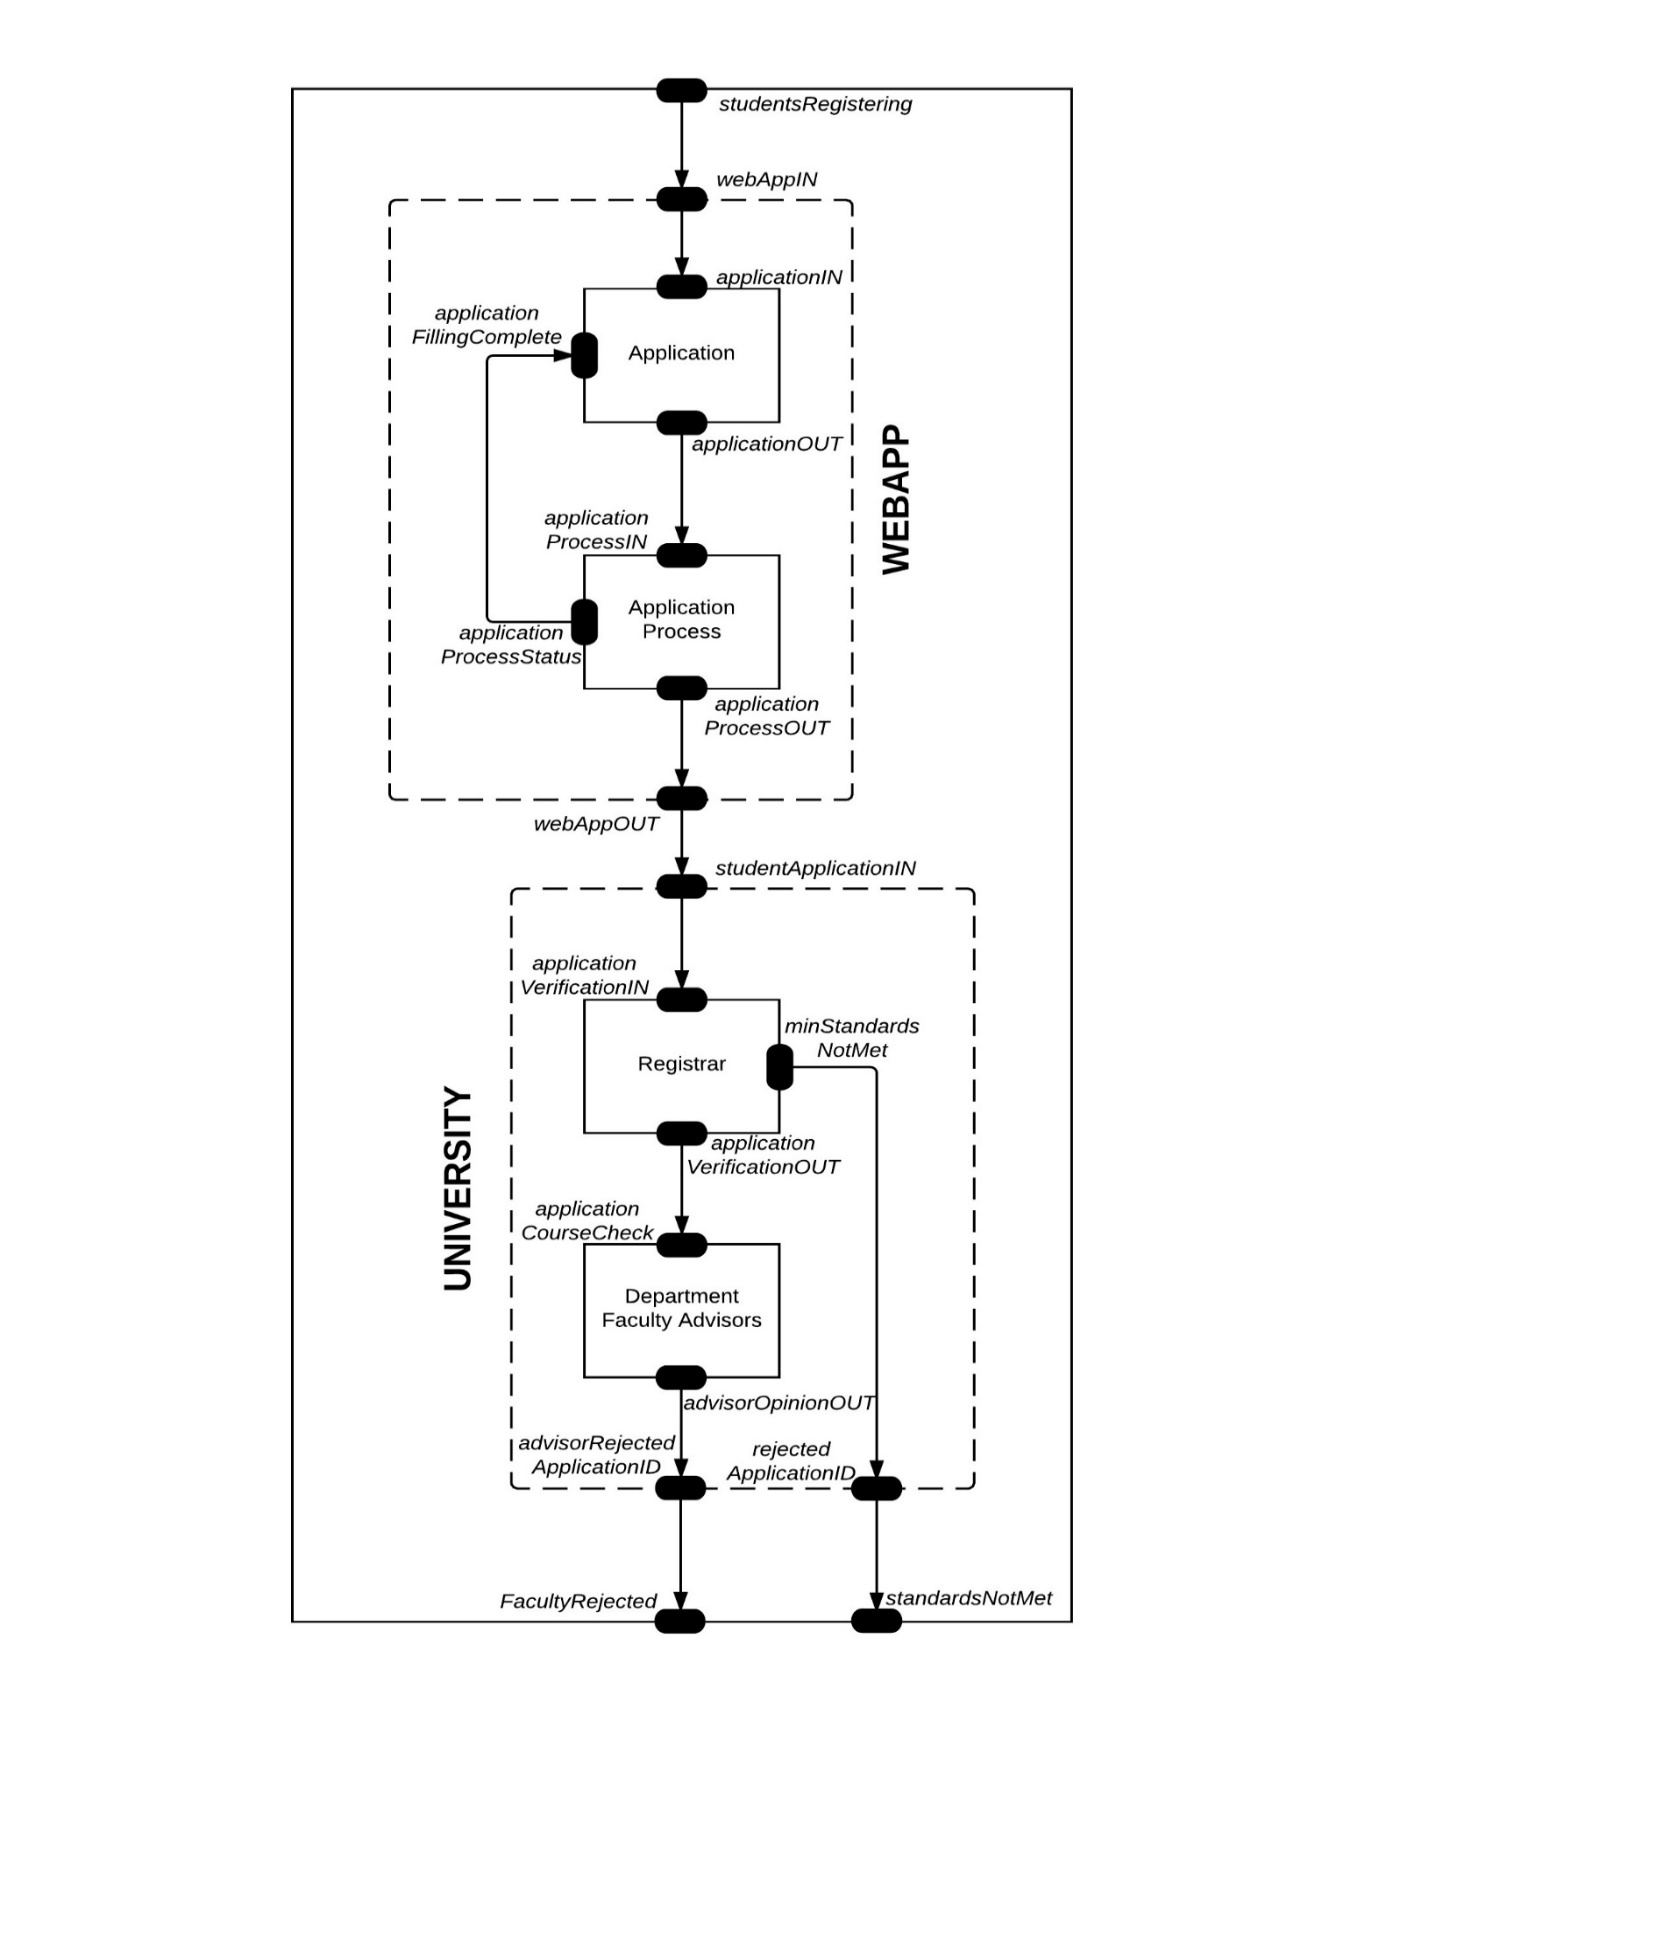 studentsRegistering
webAppIN
applicationIN
application
FillingComplete
Application
applicationOUT
WEBAPP
application
ProcessIN
Application
Process
application
ProcessStatus
application
ProcessOUT
webAppOUT
studentApplicationIN
application
VerificationIN
minStandards
NotMet
Registrar
application
VerificationOUT
UNIVERSITY
application
CourseCheck
Department
Faculty Advisors
advisorOpinionOUT
advisorRejected
ApplicationID
rejected
ApplicationID
FacultyRejected
standardsNotMet